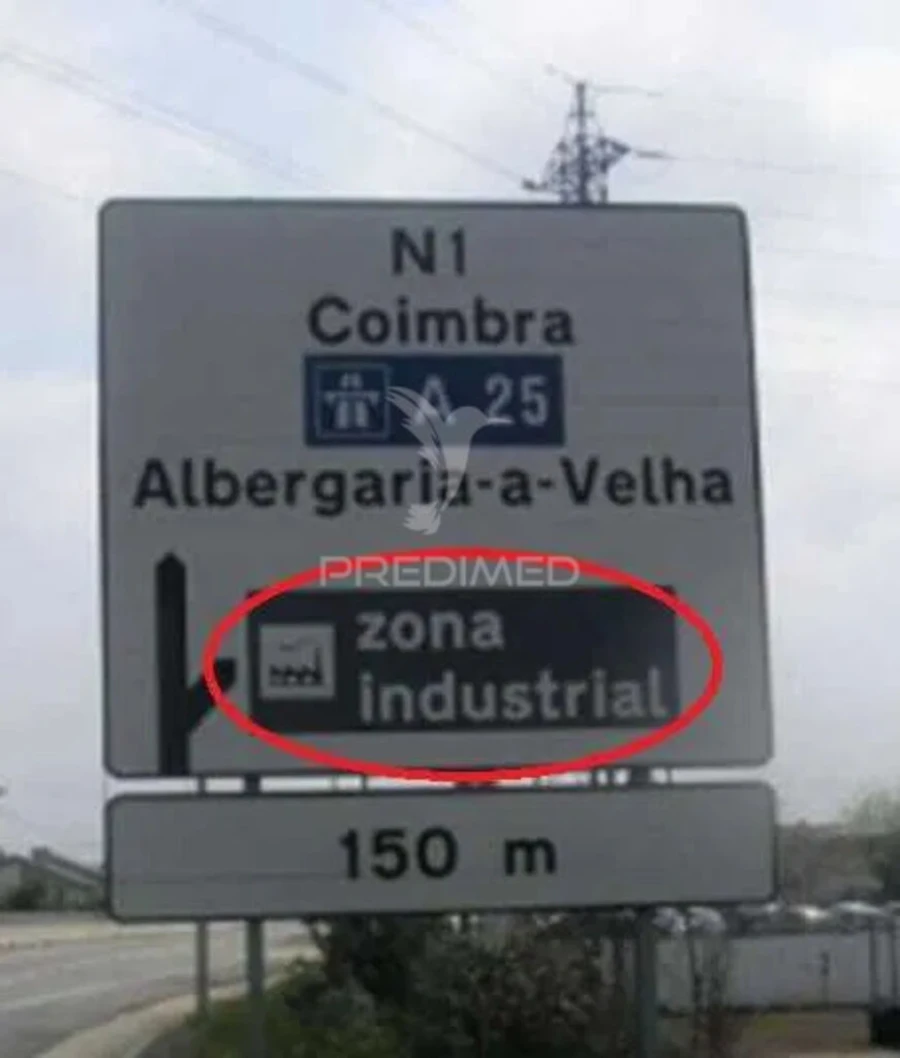 N1
Coimbra
A 25
Albergaria-a-Velha
PREDIMED
zona
industrial
150 m